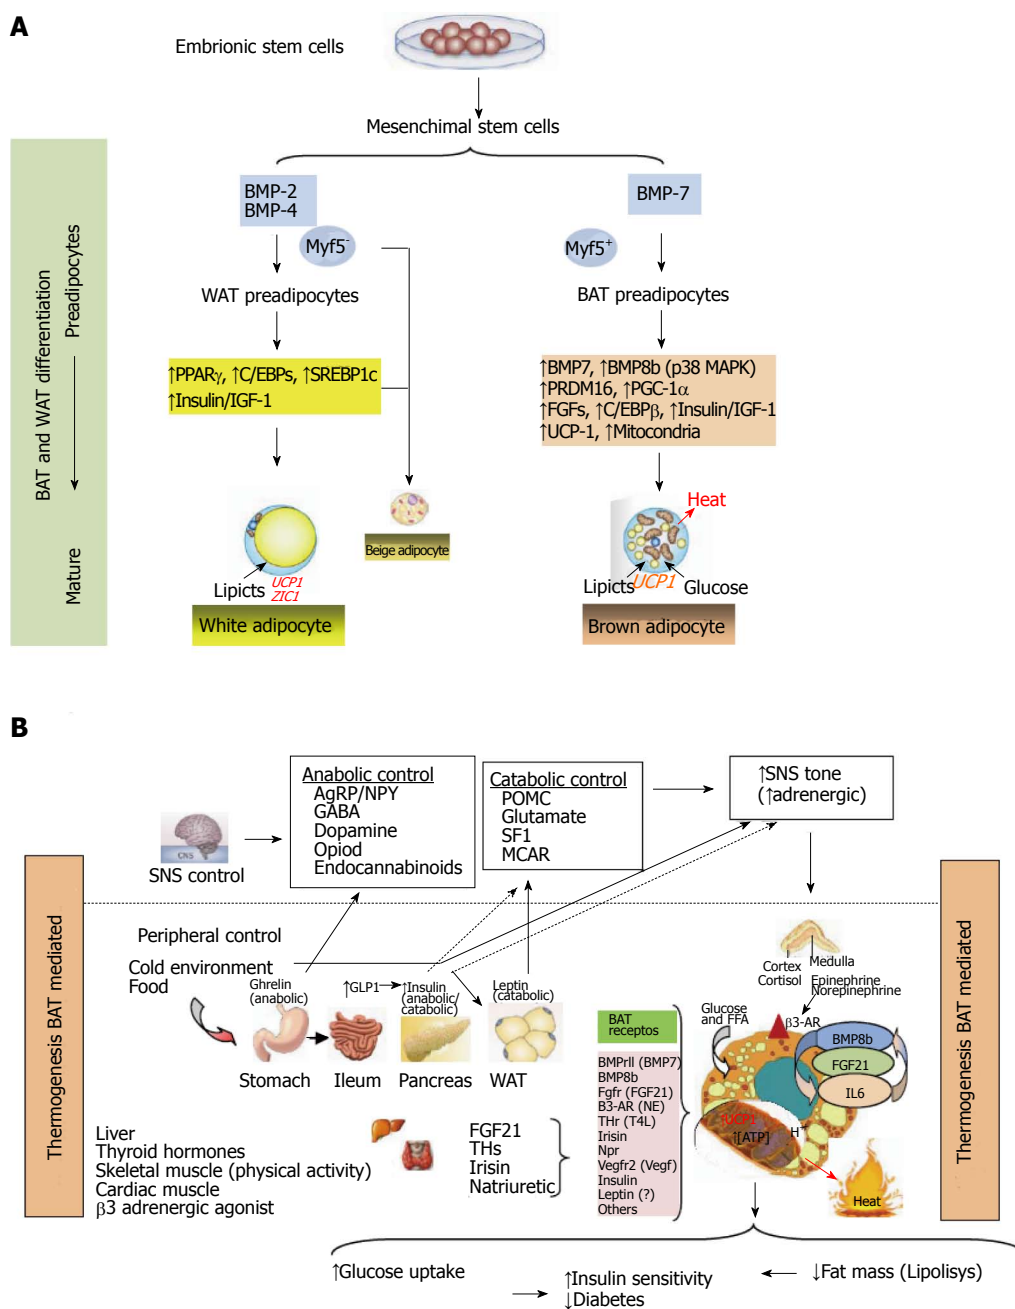 A
Embrionic stem cells
Mesenchimal stem cells
BAT and WAT differentiation
Preadipocytes
Mature
BMP-2
BMP-4
Myf5-
WAT preadipocytes
↑PPARγ, ↑C/EBPs, ↑SREBP1c
↑Insulin/IGF-1
Lipicts
UCP1
ZIC1
White adipocyte
Beige adipocyte
BMP-7
Myf5+
BAT preadipocytes
↑BMP7, ↑BMP8b (p38 MAPK)
↑PRDM16, ↑PGC-1α
↑FGFs, ↑C/EBPβ, ↑Insulin/IGF-1
↑UCP-1, ↑Mitocondria
Heat
Lipicts
UCP1
Glucose
Brown adipocyte
B
Thermogenesis BAT mediated
CNS
SNS control
Anabolic control
AgRP/NPY
GABA
Dopamine
Opiod
Endocannabinoids
Catabolic control
POMC
Glutamate
SF1
MCAR
↑SNS tone
(↑adrenergic)
Thermogenesis BAT mediated
Peripheral control
Cold environment
Food
Ghrelin
(anabolic)
↑GLP1
↑Insulin
(anabolic/
catabolic)
Leptin
(catabolic)
Stomach
Ileum
Pancreas
WAT
Cortex
Cortisol
Medulla
Epinephrine
Norepinephrine
Glucose
and FFA
β3-AR
BMP8b
FGF21
IL6
↑UCP1
↑[ATP]
H+
Heat
BAT
receptos
BMPrll (BMP7)
BMP8b
Fgfr (FGF21)
B3-AR (NE)
THr (T4L)
Irisin
Npr
Vegfr2 (Vegf)
Insulin
Leptin (?)
Others
Liver
Thyroid hormones
Skeletal muscle (physical activity)
Cardiac muscle
β3 adrenergic agonist
FGF21
THs
Irisin
Natriuretic
↑Glucose uptake
↑Insulin sensitivity
↓Diabetes
↓Fat mass (Lipolisys)